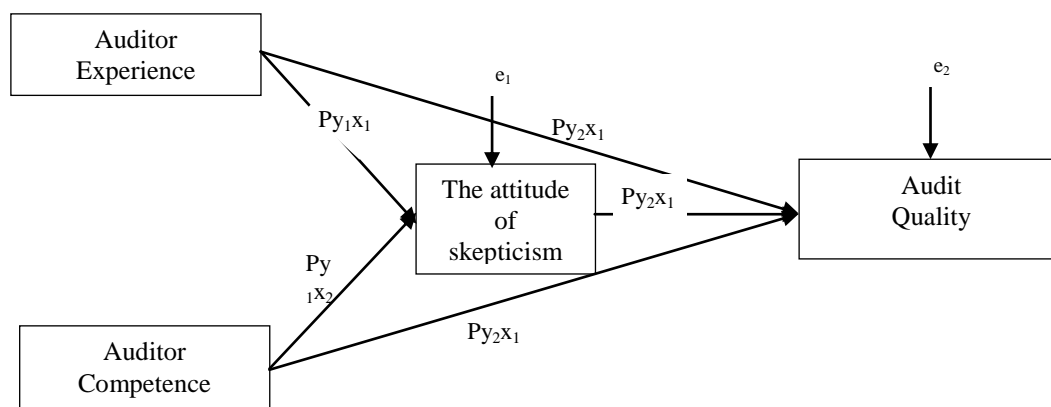 Auditor
Experience
e₁
e₂
Py₁x₁
Py₂x₁
The attitude
of
skepticism
Py₂x₁
Audit
Quality
Py
₁x₂
Py₂x₁
Auditor
Competence